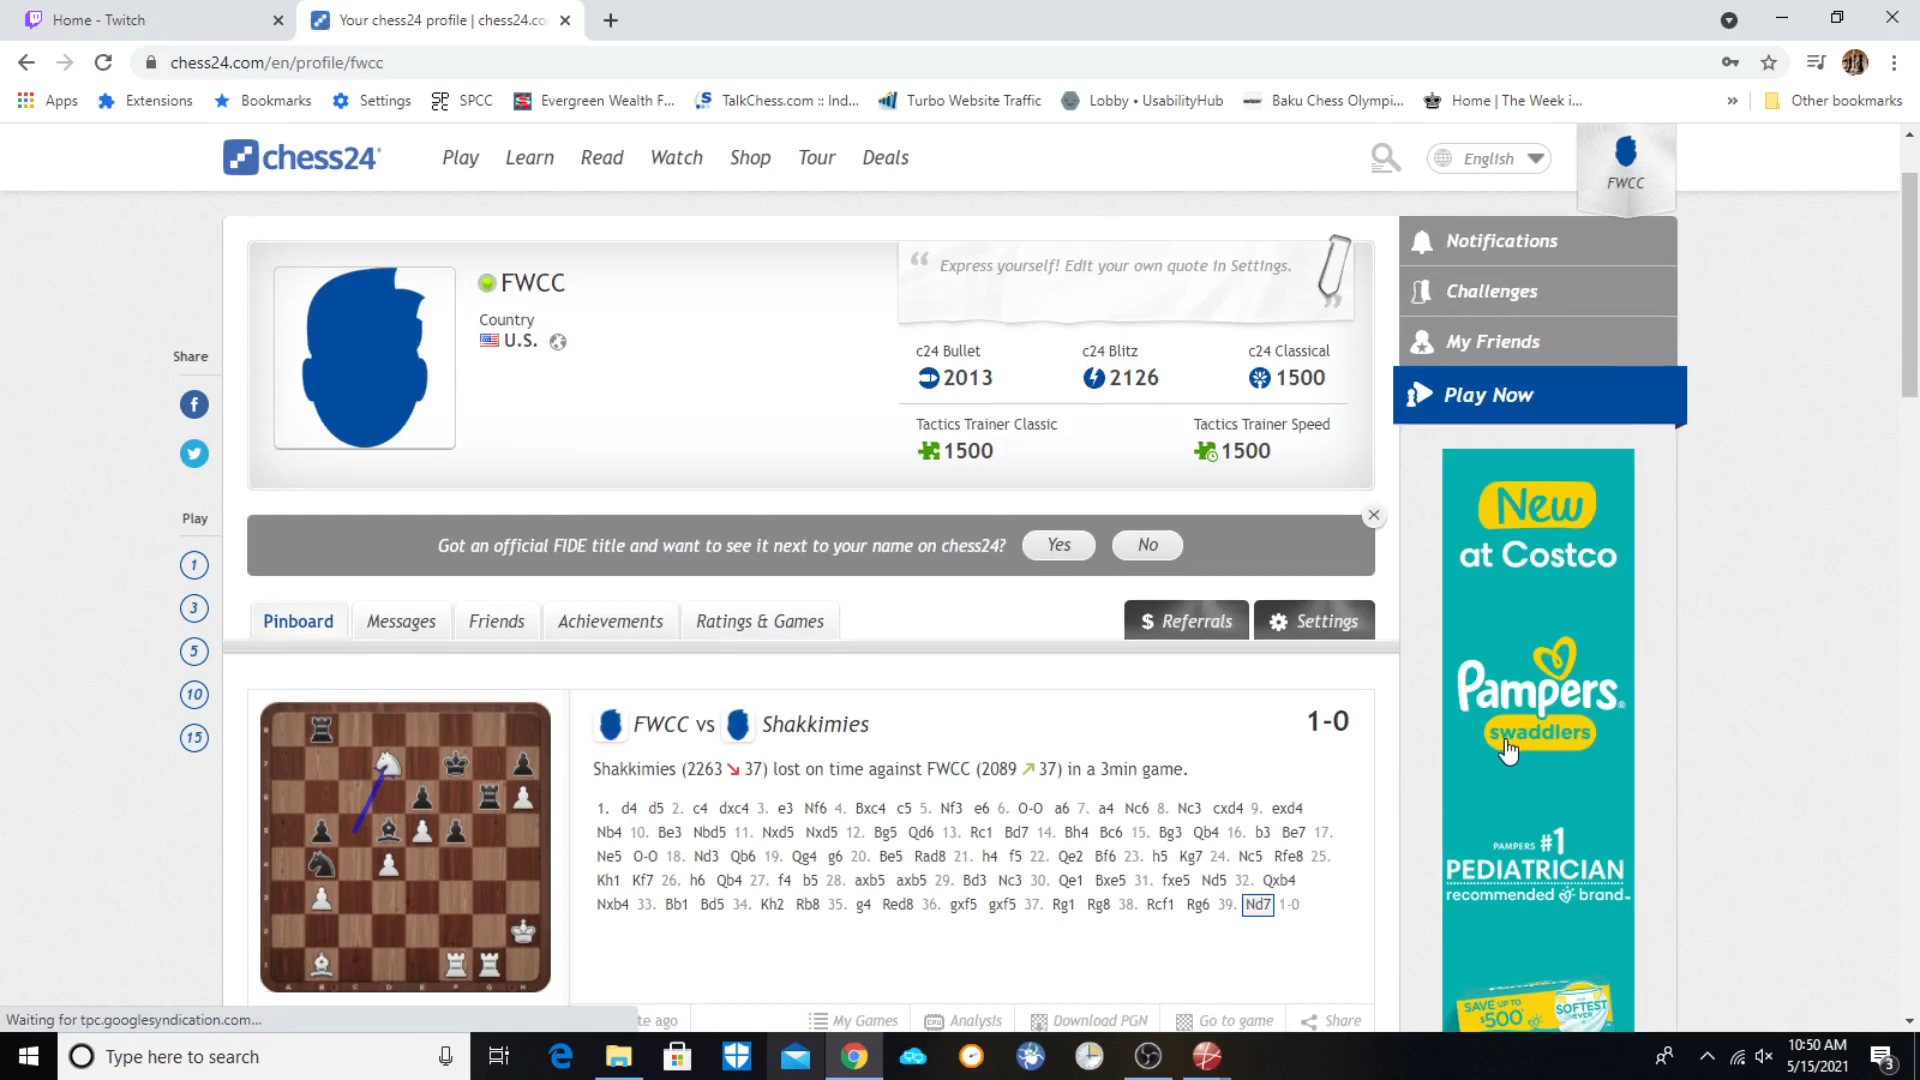 Home - Twitch
Your chess24 profile | chess24.co
chess24.com/en/profile/fwcc
Apps Extensions Bookmarks Settings SPCC Evergreen Wealth F... TalkChess.com :: Ind... Turbo Website Traffic Lobby • UsabilityHub Baku Chess Olympi... Home | The Week i... » Other bookmarks
chess24 Play Learn Read Watch Shop Tour Deals English
FWCC
Notifications
Challenges
My Friends
Play Now
FWCC
Country
U.S.
Express yourself! Edit your own quote in Settings.
c24 Bullet c24 Blitz c24 Classical
2013 2126 1500
Tactics Trainer Classic Tactics Trainer Speed
1500 1500
Share
Play
1
3
5
10
15
Got an official FIDE title and want to see it next to your name on chess24? Yes No
Pinboard Messages Friends Achievements Ratings & Games $ Referrals Settings
FWCC vs Shakkimies 1-0
Shakkimies (2263 ↘ 37) lost on time against FWCC (2089 ↗ 37) in a 3min game.
1. d4 d5 2. c4 dxc4 3. e3 Nf6 4. Bxc4 c5 5. Nf3 e6 6. O-O a6 7. a4 Nc6 8. Nc3 cxd4 9. exd4
Nb4 10. Be3 Nbd5 11. Nxd5 Nxd5 12. Bg5 Qd6 13. Rc1 Bd7 14. Bh4 Bc6 15. Bg3 Qb4 16. b3 Be7 17.
Ne5 O-O 18. Nd3 Qb6 19. Qg4 g6 20. Be5 Rad8 21. h4 f5 22. Qe2 Bf6 23. h5 Kg7 24. Nc5 Rfe8 25.
Kh1 Kf7 26. h6 Qb4 27. f4 b5 28. axb5 axb5 29. Bd3 Nc3 30. Qe1 Bxe5 31. fxe5 Nd5 32. Qxb4
Nxb4 33. Bb1 Bd5 34. Kh2 Rb8 35. g4 Red8 36. gxf5 gxf5 37. Rg1 Rg8 38. Rcf1 Rg6 39. Nd7 1-0
te ago My Games Analysis Download PGN Go to game Share
New
at Costco
Pampers
swaddlers
PAMPERS #1
PEDIATRICIAN
recommended brand
SAVE UP TO
$500
SOFTEST
EVER
Waiting for tpc.googlesyndication.com...
Type here to search
10:50 AM
5/15/2021
3